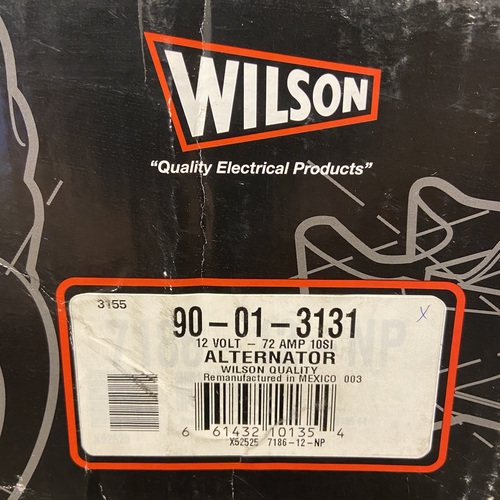 WILSON
"Quality Electrical Products"
3155
90-01-3131
12 VOLT - 72 AMP 10SI
ALTERNATOR
WILSON QUALITY
Remanufactured in MEXICO 003
6 61432 10135 4
X52525 7186-12-NP
X